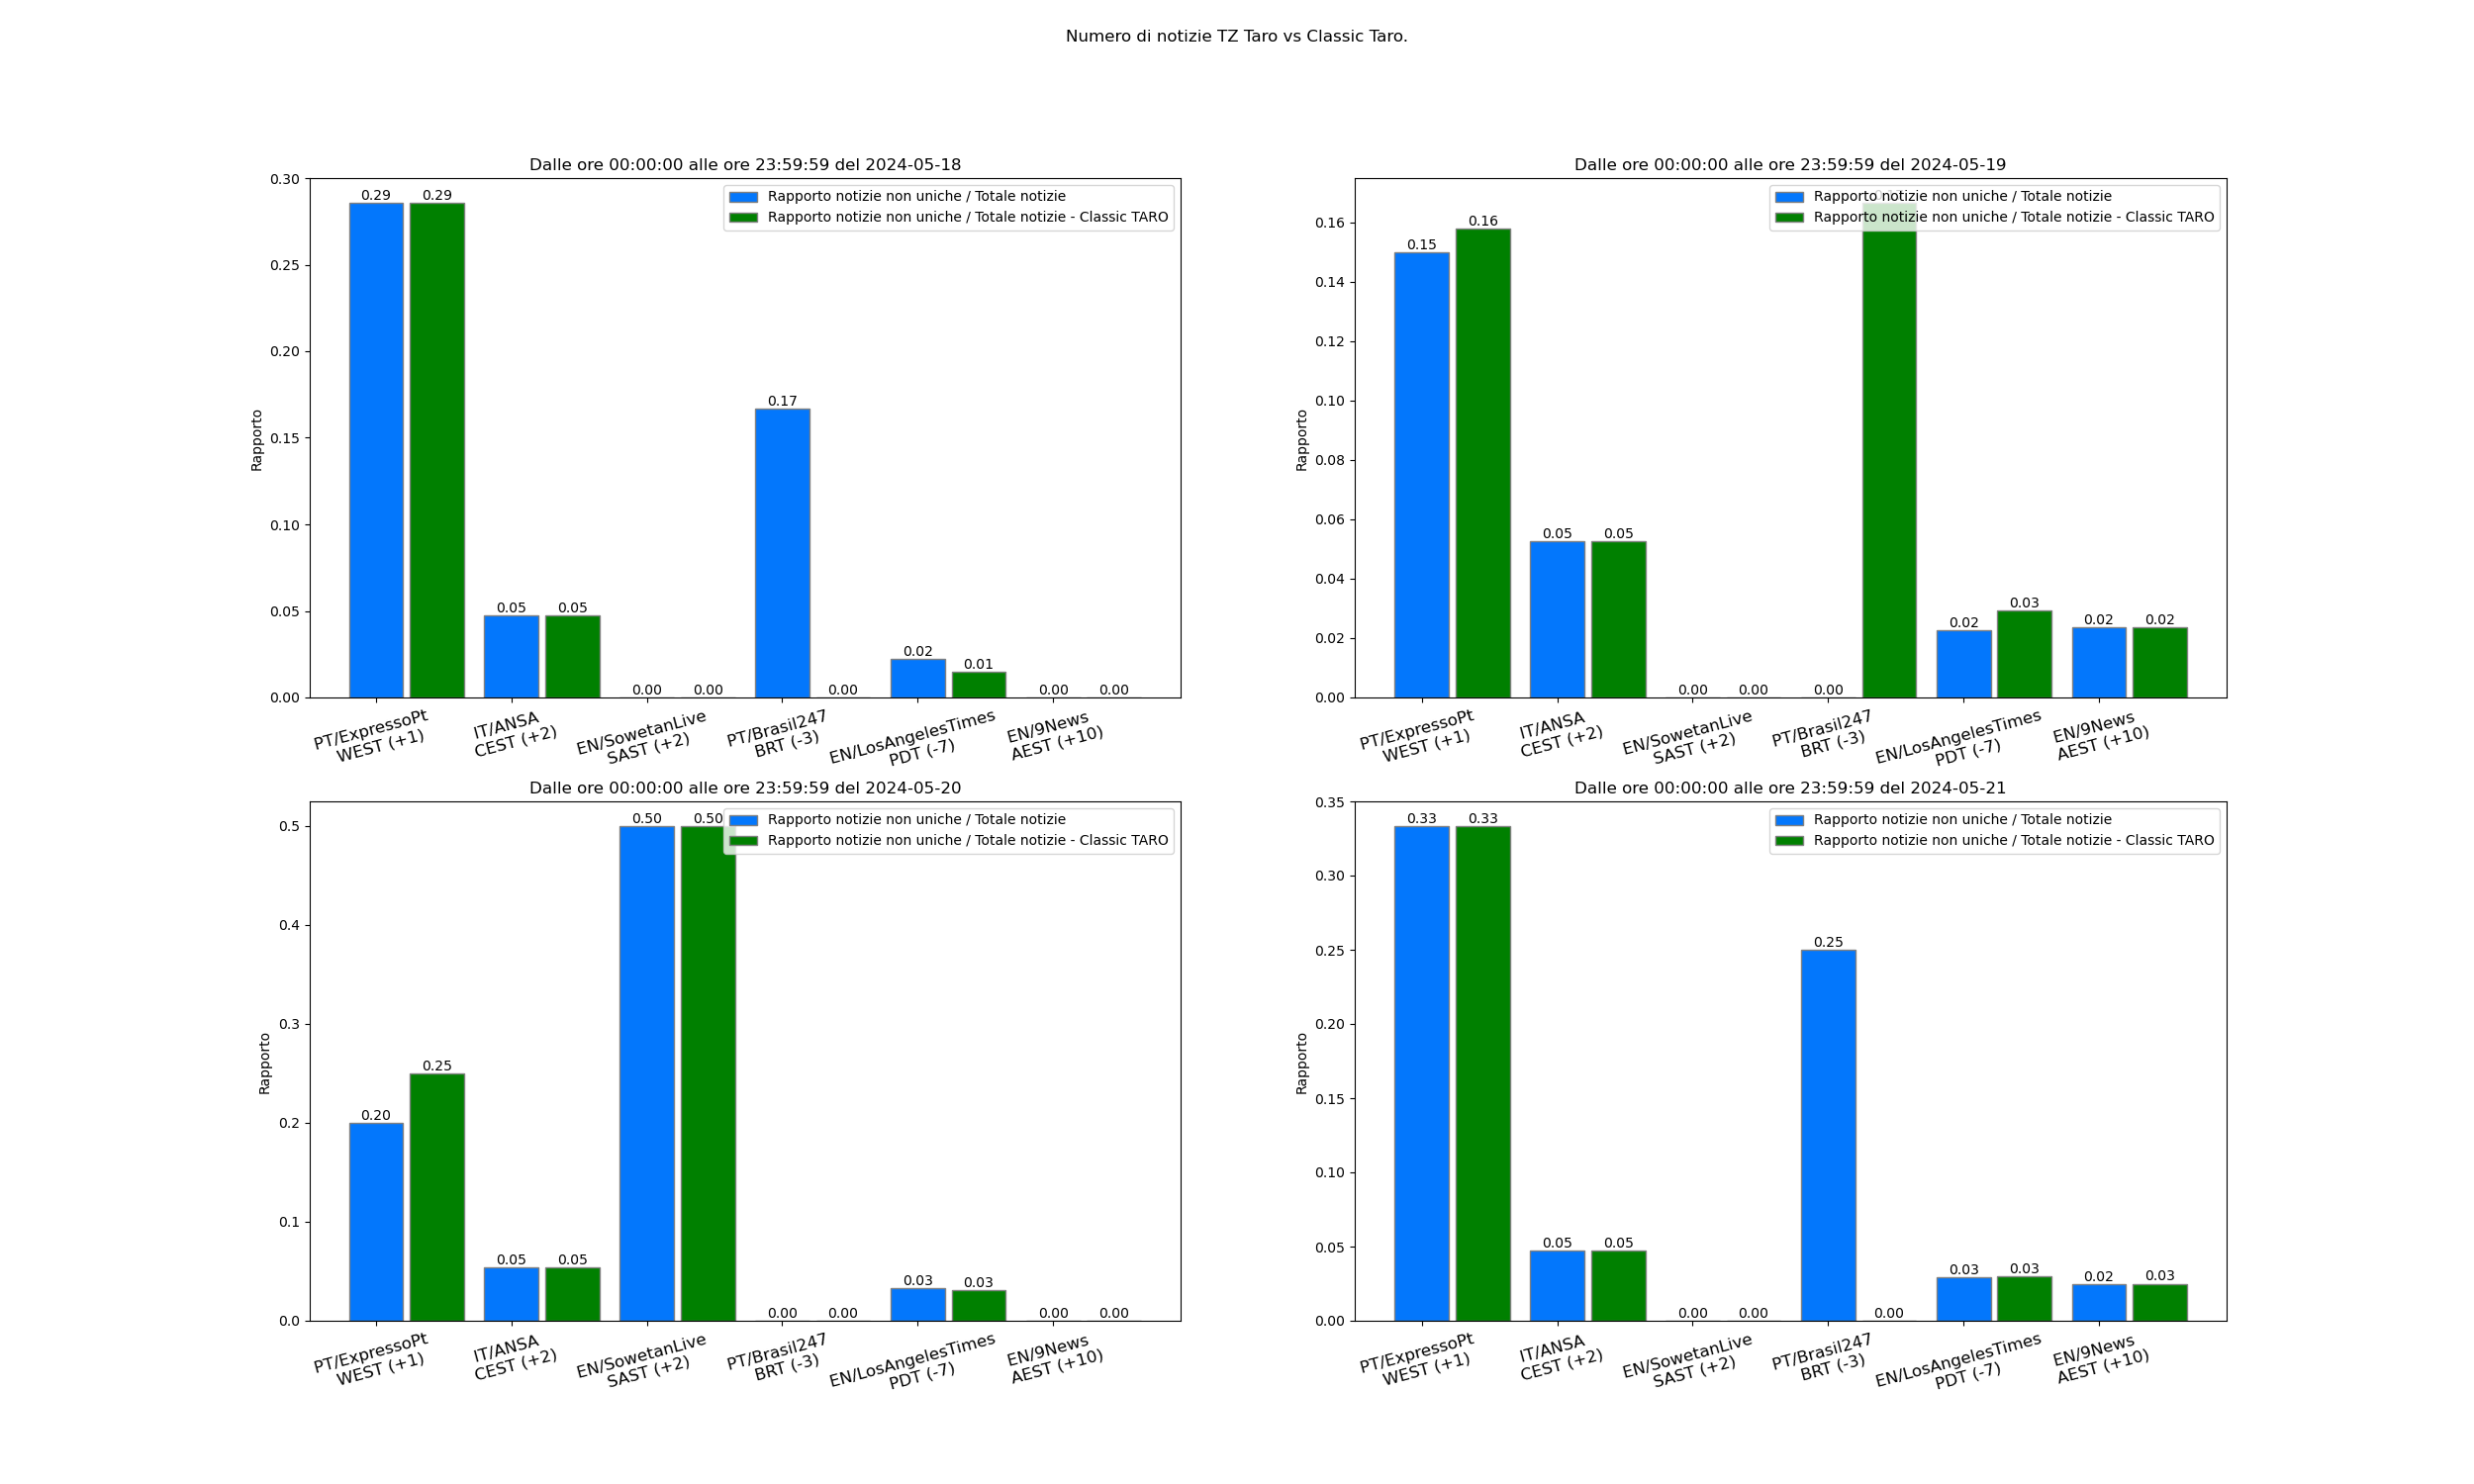 Numero di notizie TZ Taro vs Classic Taro.
Dalle ore 00:00:00 alle ore 23:59:59 del 2024-05-18
Rapporto notizie non uniche / Totale notizie
Rapporto notizie non uniche / Totale notizie - Classic TARO
Rapporto
0.30
0.25
0.20
0.15
0.10
0.05
0.00
0.29
0.29
0.05
0.05
0.00
0.00
0.17
0.00
0.02
0.01
0.00
0.00
PT/ExpressoPt
WEST (+1)
IT/ANSA
CEST (+2)
EN/SowetanLive
SAST (+2)
PT/Brasil247
BRT (-3)
EN/LosAngelesTimes
PDT (-7)
EN/9News
AEST (+10)
Dalle ore 00:00:00 alle ore 23:59:59 del 2024-05-19
Rapporto notizie non uniche / Totale notizie
Rapporto notizie non uniche / Totale notizie - Classic TARO
Rapporto
0.16
0.14
0.12
0.10
0.08
0.06
0.04
0.02
0.00
0.15
0.16
0.05
0.05
0.00
0.00
0.00
0.02
0.03
0.02
0.02
PT/ExpressoPt
WEST (+1)
IT/ANSA
CEST (+2)
EN/SowetanLive
SAST (+2)
PT/Brasil247
BRT (-3)
EN/LosAngelesTimes
PDT (-7)
EN/9News
AEST (+10)
Dalle ore 00:00:00 alle ore 23:59:59 del 2024-05-20
Rapporto notizie non uniche / Totale notizie
Rapporto notizie non uniche / Totale notizie - Classic TARO
Rapporto
0.5
0.4
0.3
0.2
0.1
0.0
0.20
0.25
0.05
0.05
0.50
0.50
0.00
0.00
0.03
0.03
0.00
0.00
PT/ExpressoPt
WEST (+1)
IT/ANSA
CEST (+2)
EN/SowetanLive
SAST (+2)
PT/Brasil247
BRT (-3)
EN/LosAngelesTimes
PDT (-7)
EN/9News
AEST (+10)
Dalle ore 00:00:00 alle ore 23:59:59 del 2024-05-21
Rapporto notizie non uniche / Totale notizie
Rapporto notizie non uniche / Totale notizie - Classic TARO
Rapporto
0.35
0.30
0.25
0.20
0.15
0.10
0.05
0.00
0.33
0.33
0.05
0.05
0.00
0.00
0.25
0.00
0.03
0.03
0.02
0.03
PT/ExpressoPt
WEST (+1)
IT/ANSA
CEST (+2)
EN/SowetanLive
SAST (+2)
PT/Brasil247
BRT (-3)
EN/LosAngelesTimes
PDT (-7)
EN/9News
AEST (+10)